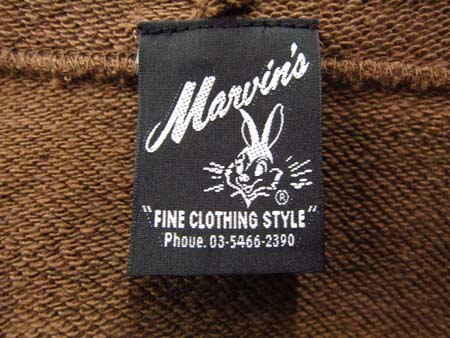 Marvin's
®
"FINE CLOTHING STYLE"
Phoue. 03-5466-2390